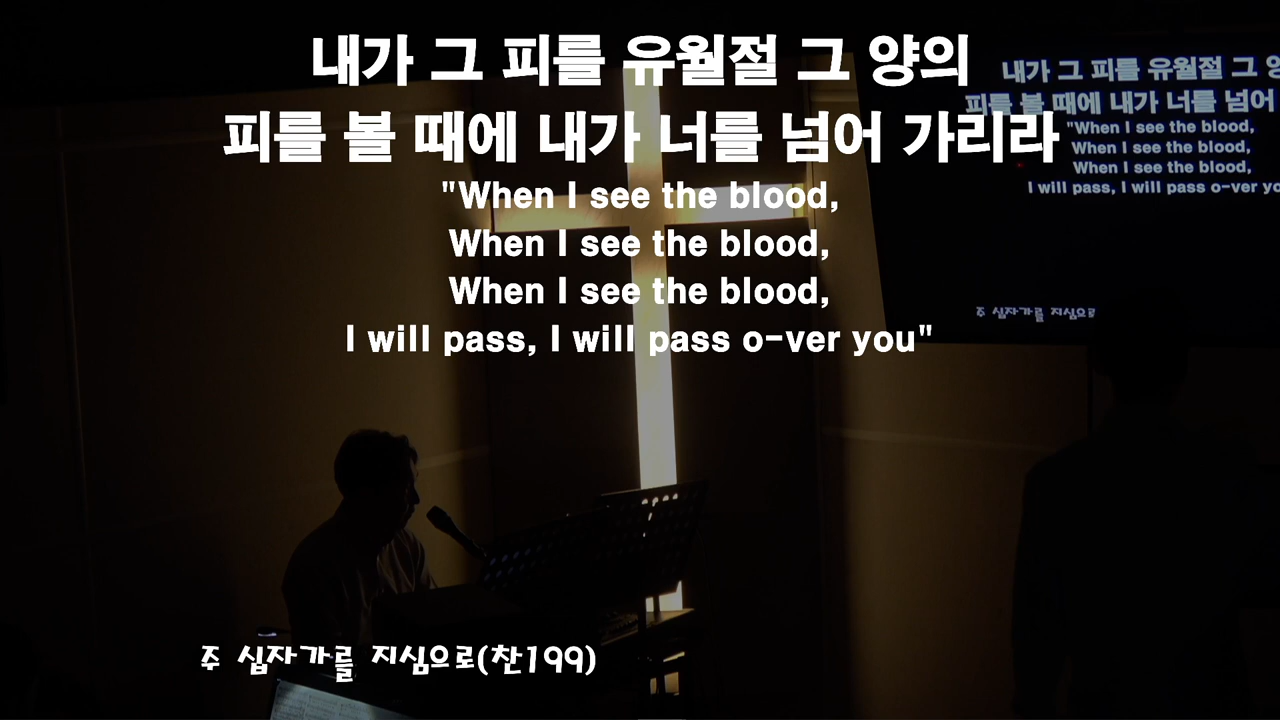 내가 그 피를 유월절 그 양의
피를 볼 때에 내가 너를 넘어 가리라
"When I see the blood,
When I see the blood,
When I see the blood,
I will pass, I will pass o-ver you"
내가 그 피를 유월절 그
피를 볼 때에 내가 너를 넘어
"When I see the blood,
When I see the blood,
When I see the blood,
I will pass, I will pass o-ver
주 십자가를 지심으로
주 십자가를 지심으로(찬199)